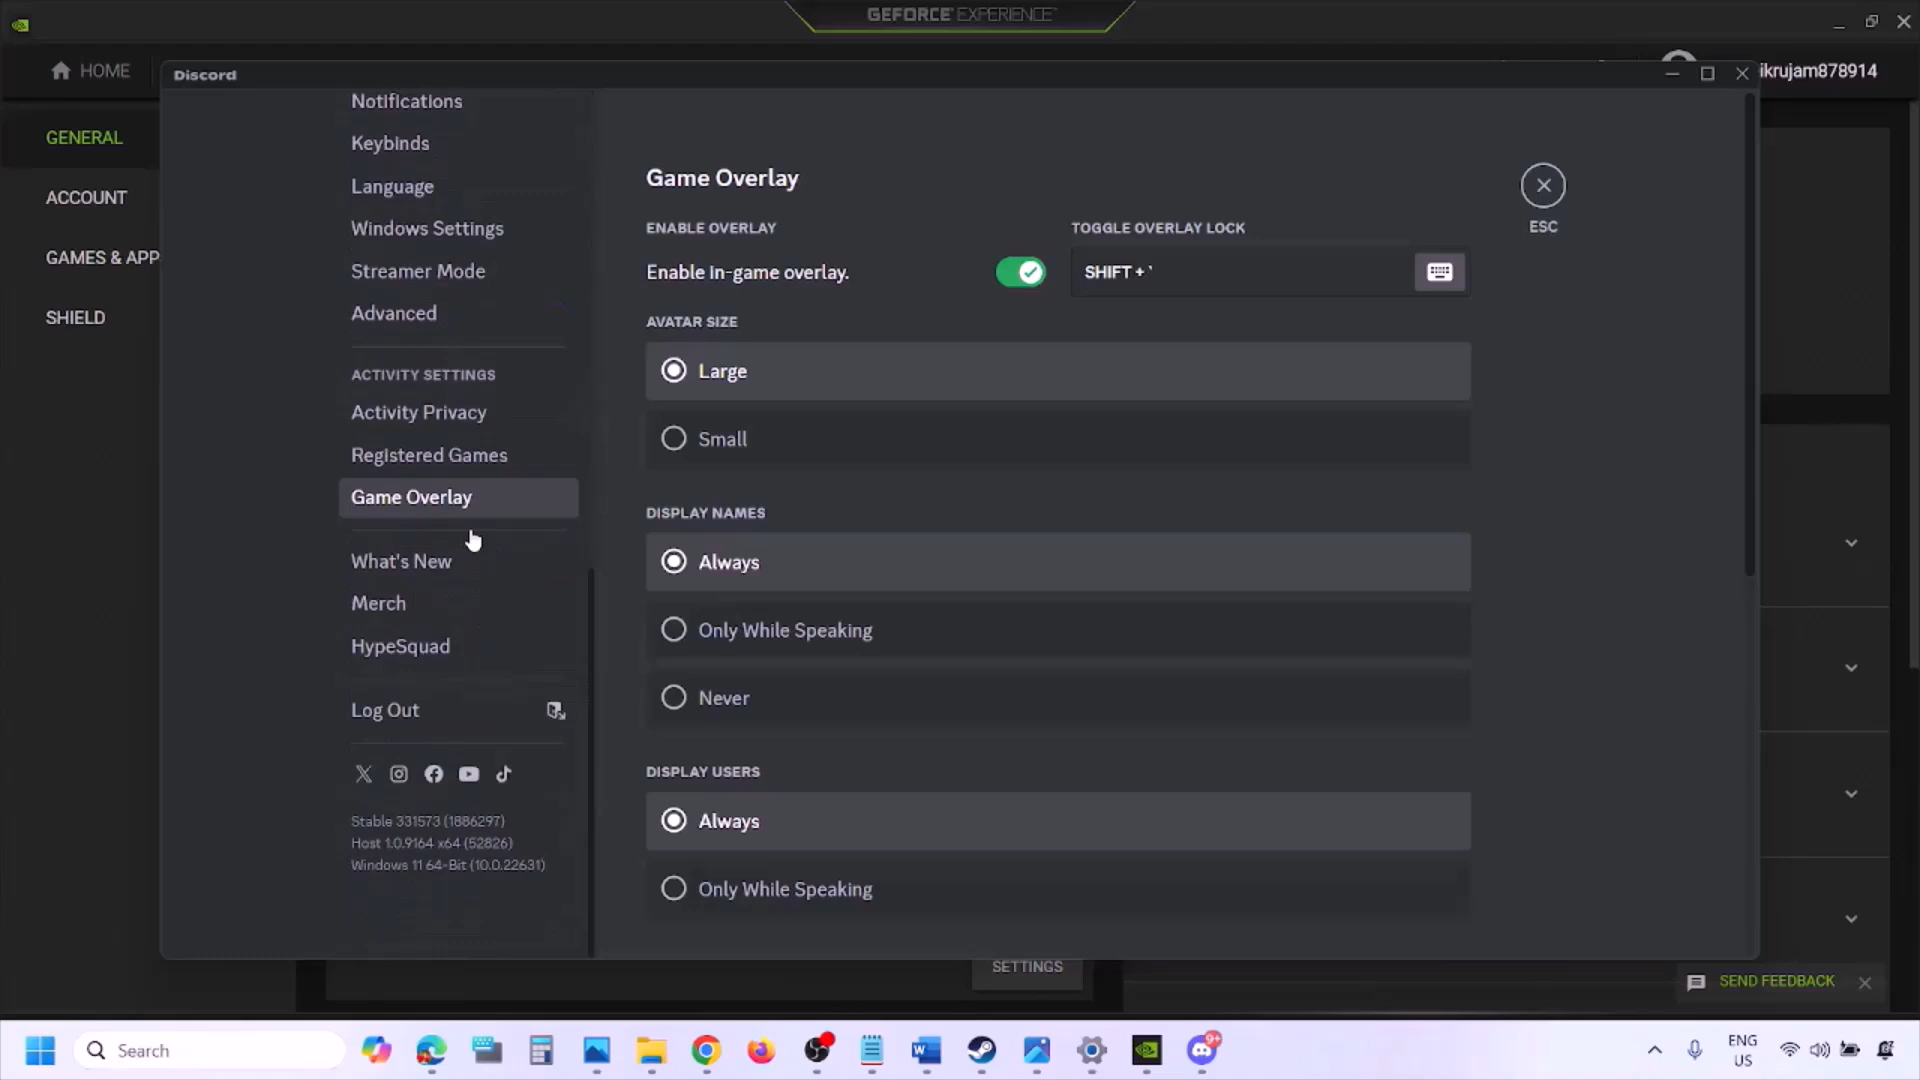 GEFORCE EXPERIENCE
HOME
ikrujam878914
Discord
GENERAL
ACCOUNT
GAMES & APP
SHIELD
Notifications
Keybinds
Language
Windows Settings
Streamer Mode
Advanced
ACTIVITY SETTINGS
Activity Privacy
Registered Games
Game Overlay
What's New
Merch
HypeSquad
Log Out
Stable 331573 (1886297)
Host 1.0.9164 x64 (52826)
Windows 11 64-Bit (10.0.22631)
Game Overlay
ESC
ENABLE OVERLAY
Enable in-game overlay.
TOGGLE OVERLAY LOCK
SHIFT + `
AVATAR SIZE
Large
Small
DISPLAY NAMES
Always
Only While Speaking
Never
DISPLAY USERS
Always
Only While Speaking
SETTINGS
SEND FEEDBACK
Search
9+
ENG
US